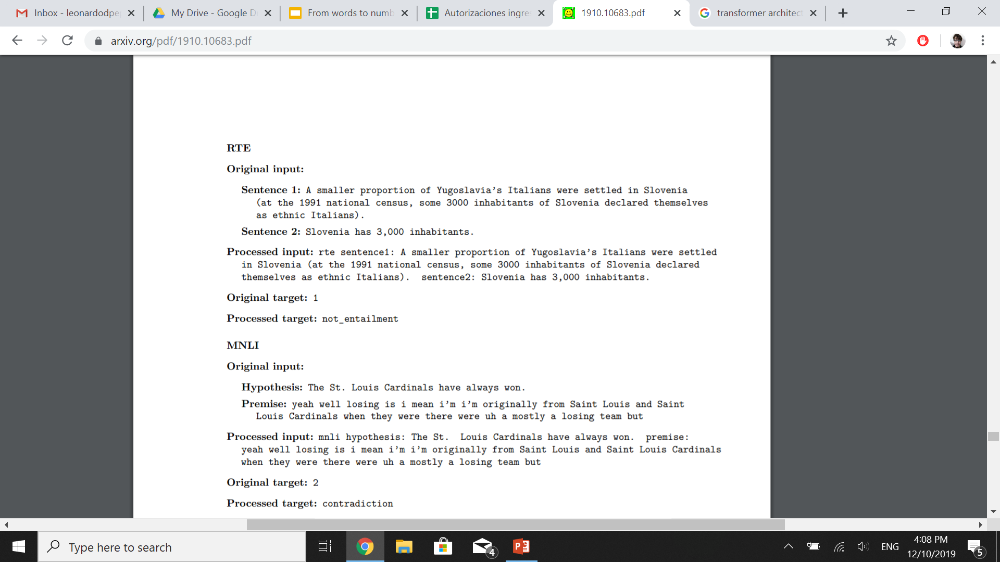 Inbox - leonardodpe
My Drive - Google D
From words to numb
Autorizaciones ingre
1910.10683.pdf
transformer architect
arxiv.org/pdf/1910.10683.pdf
RTE
Original input:
Sentence 1: A smaller proportion of Yugoslavia's Italians were settled in Slovenia
(at the 1991 national census, some 3000 inhabitants of Slovenia declared themselves
as ethnic Italians).
Sentence 2: Slovenia has 3,000 inhabitants.
Processed input: rte sentence1: A smaller proportion of Yugoslavia's Italians were settled
in Slovenia (at the 1991 national census, some 3000 inhabitants of Slovenia declared
themselves as ethnic Italians). sentence2: Slovenia has 3,000 inhabitants.
Original target: 1
Processed target: not_entailment
MNLI
Original input:
Hypothesis: The St. Louis Cardinals have always won.
Premise: yeah well losing is i mean i'm i'm originally from Saint Louis and Saint
Louis Cardinals when they were there were uh a mostly a losing team but
Processed input: mnli hypothesis: The St. Louis Cardinals have always won. premise:
yeah well losing is i mean i'm i'm originally from Saint Louis and Saint Louis Cardinals
when they were there were uh a mostly a losing team but
Original target: 2
Processed target: contradiction
Type here to search
4
ENG
4:08 PM
12/10/2019
5